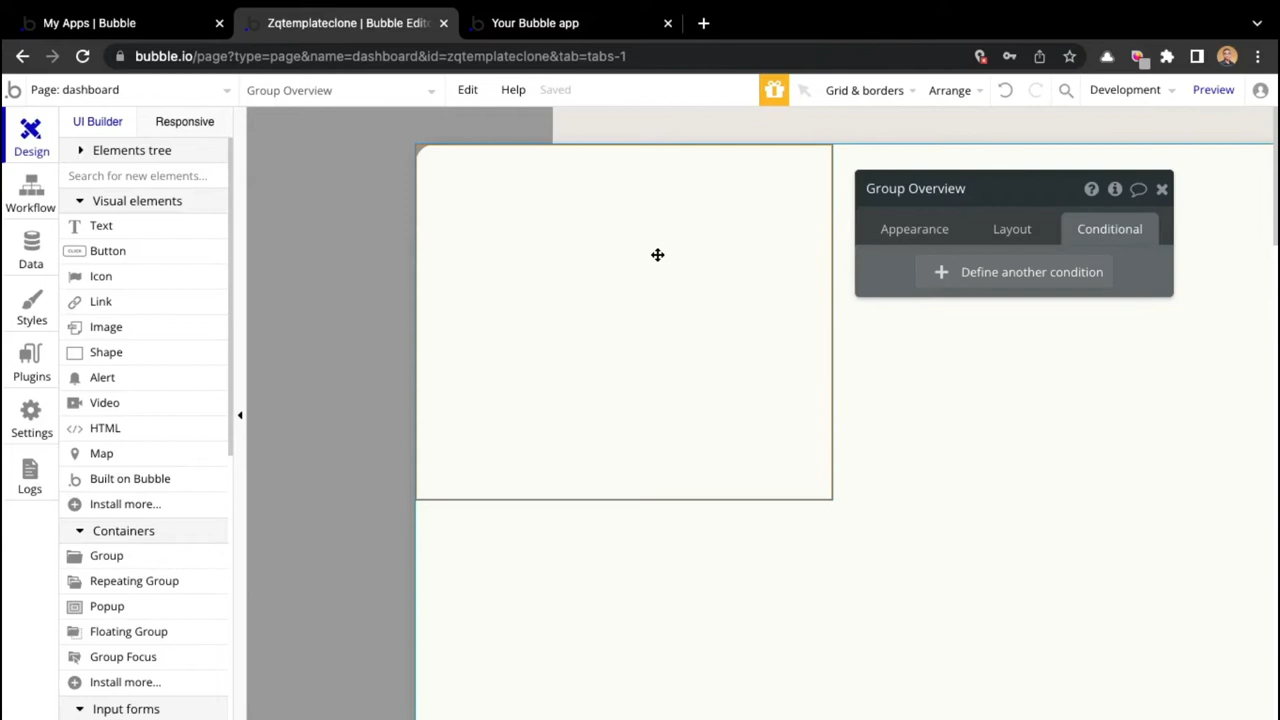 My Apps | Bubble
Zqtemplateclone | Bubble Edito
Your Bubble app
bubble.io/page?type=page&name=dashboard&id=zqtemplateclone&tab=tabs-1
Page: dashboard
Group Overview
Edit
Help
Saved
Grid & borders
Arrange
Development
Preview
Design
Workflow
Data
Styles
Plugins
Settings
Logs
UI Builder
Responsive
Elements tree
Search for new elements...
Visual elements
Text
CLICK
Button
Icon
Link
Image
Shape
Alert
Video
HTML
Map
Built on Bubble
Install more...
Containers
Group
Repeating Group
Popup
Floating Group
Group Focus
Install more...
Input forms
Group Overview
Appearance
Layout
Conditional
Define another condition